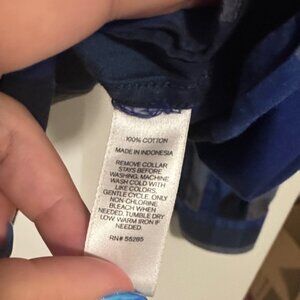 100% COTTON
MADE IN INDONESIA
REMOVE COLLAR
STAYS BEFORE
WASHING. MACHINE
WASH COLD WITH
LIKE COLORS,
GENTLE CYCLE. ONLY
NON-CHLORINE
BLEACH WHEN
NEEDED. TUMBLE DRY
LOW. WARM IRON IF
NEEDED.
RN# 55285